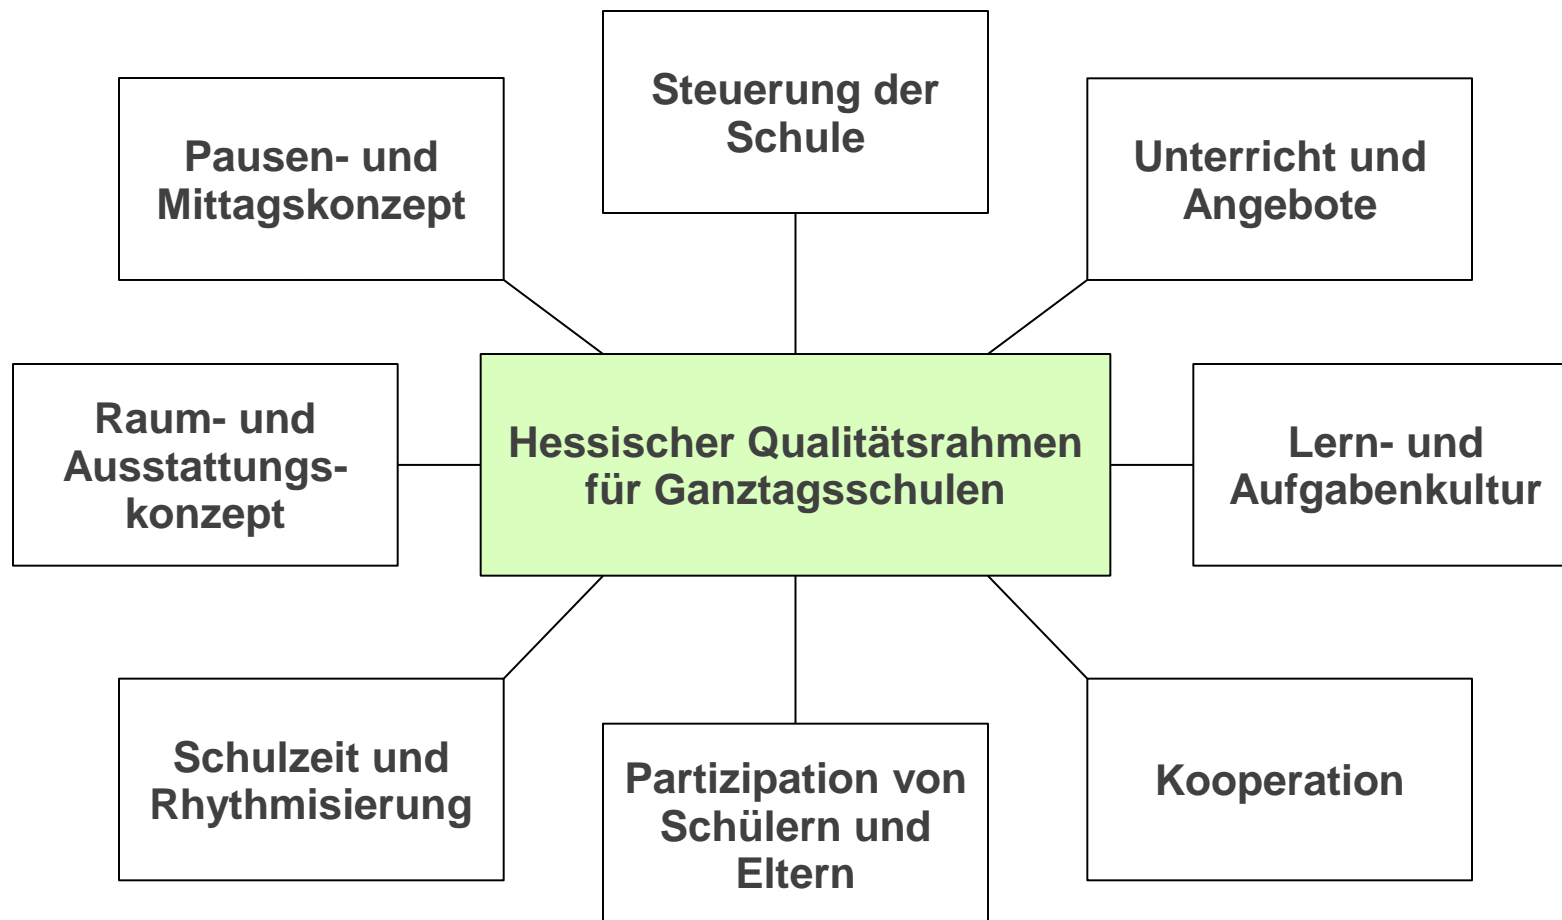 Steuerung der
Schule
Pausen- und
Mittagskonzept
Unterricht und
Angebote
Raum- und
Ausstattungs-
konzept
Hessischer Qualitätsrahmen
für Ganztagsschulen
Lern- und
Aufgabenkultur
Schulzeit und
Rhythmisierung
Partizipation von
Schülern und
Eltern
Kooperation